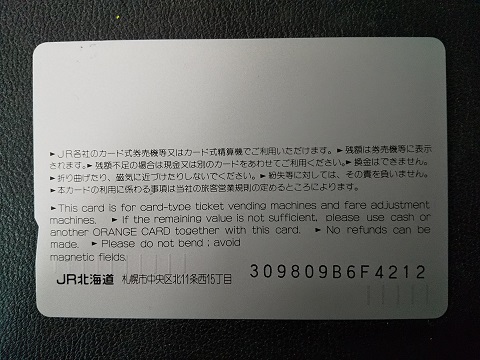 ►JR各社のカード式券売機等又はカード式精算機でご利用いただけます。►残額は券売機等に表示
されます。►残額不足の場合は現金又は別のカードをあわせてご利用ください。►換金はできません。
►折り曲げたり、磁気に近づけたりしないでください。►紛失等に対しては、その責を負いません。
►本カードの利用に係わる事項は当社の旅客営業規則の定めるところによります。
►This card is for card-type ticket vending machines and fare adjustment
machines. ►If the remaining value is not sufficient, please use cash or
another ORANGE CARD together with this card. ►No refunds can be
made. ►Please do not bend; avoid
magnetic fields.
JR北海道 札幌市中央区北11条西15丁目 309809B6F4212